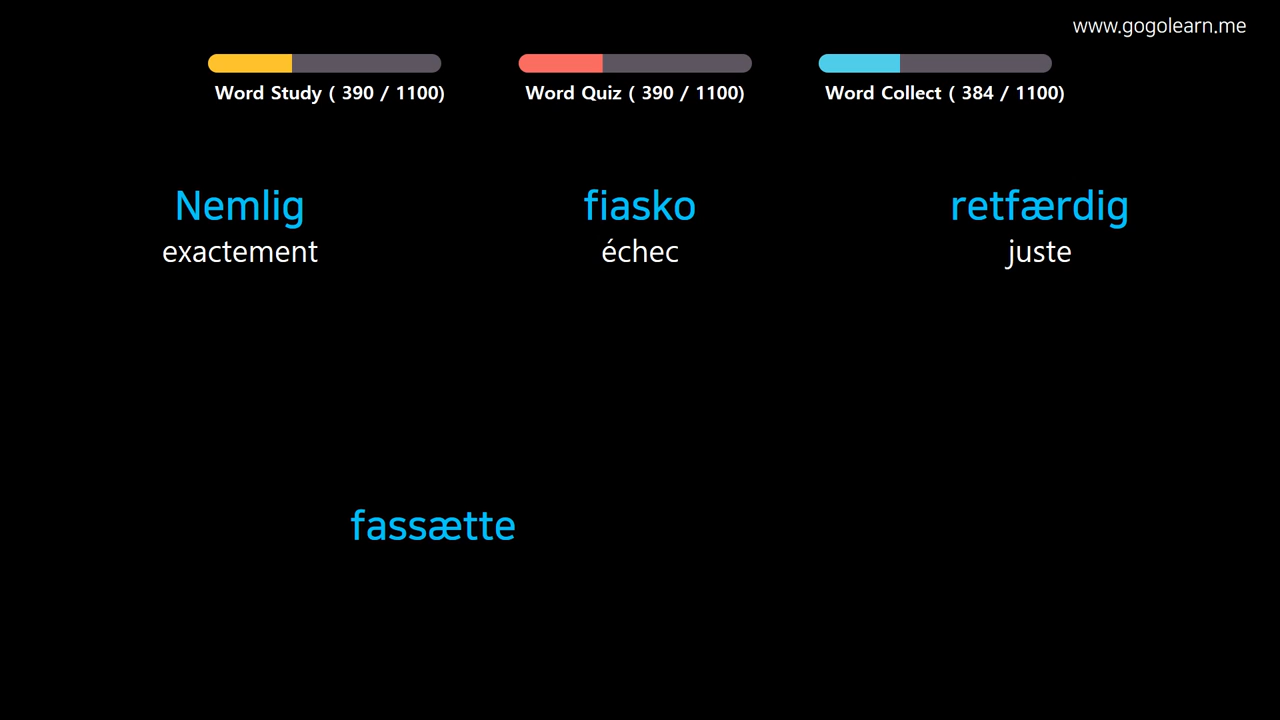 www.gogolearn.me
Word Study ( 390 / 1100)
Word Quiz ( 390 / 1100)
Word Collect ( 384 / 1100)
Nemlig
exactement
fiasko
échec
retfærdig
juste
fassætte